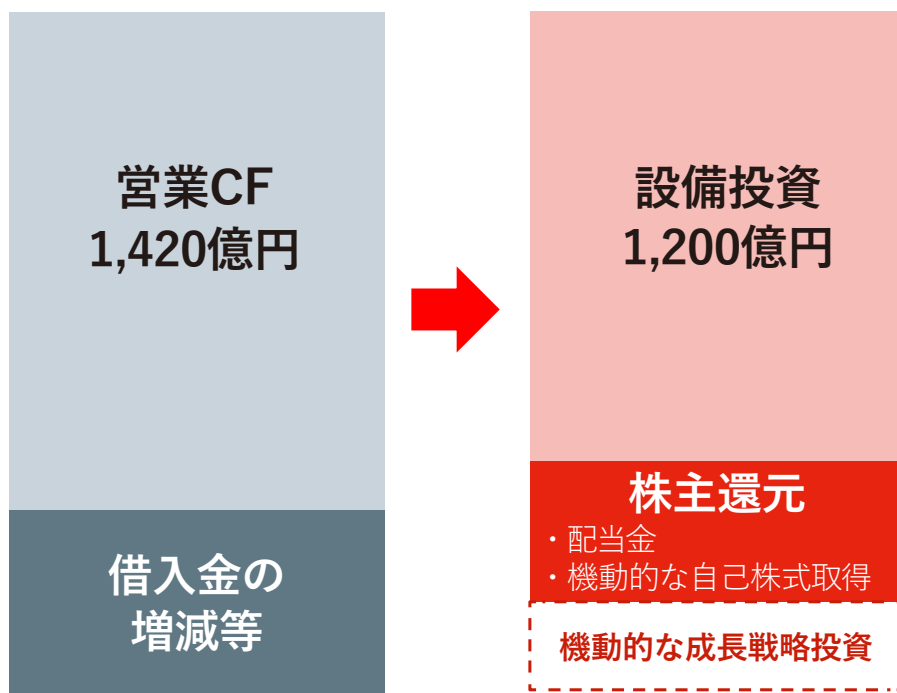 営業CF
1,420億円
借入金の
増減等
設備投資
1,200億円
株主還元
・配当金
・機動的な自己株式取得
機動的な成長戦略投資